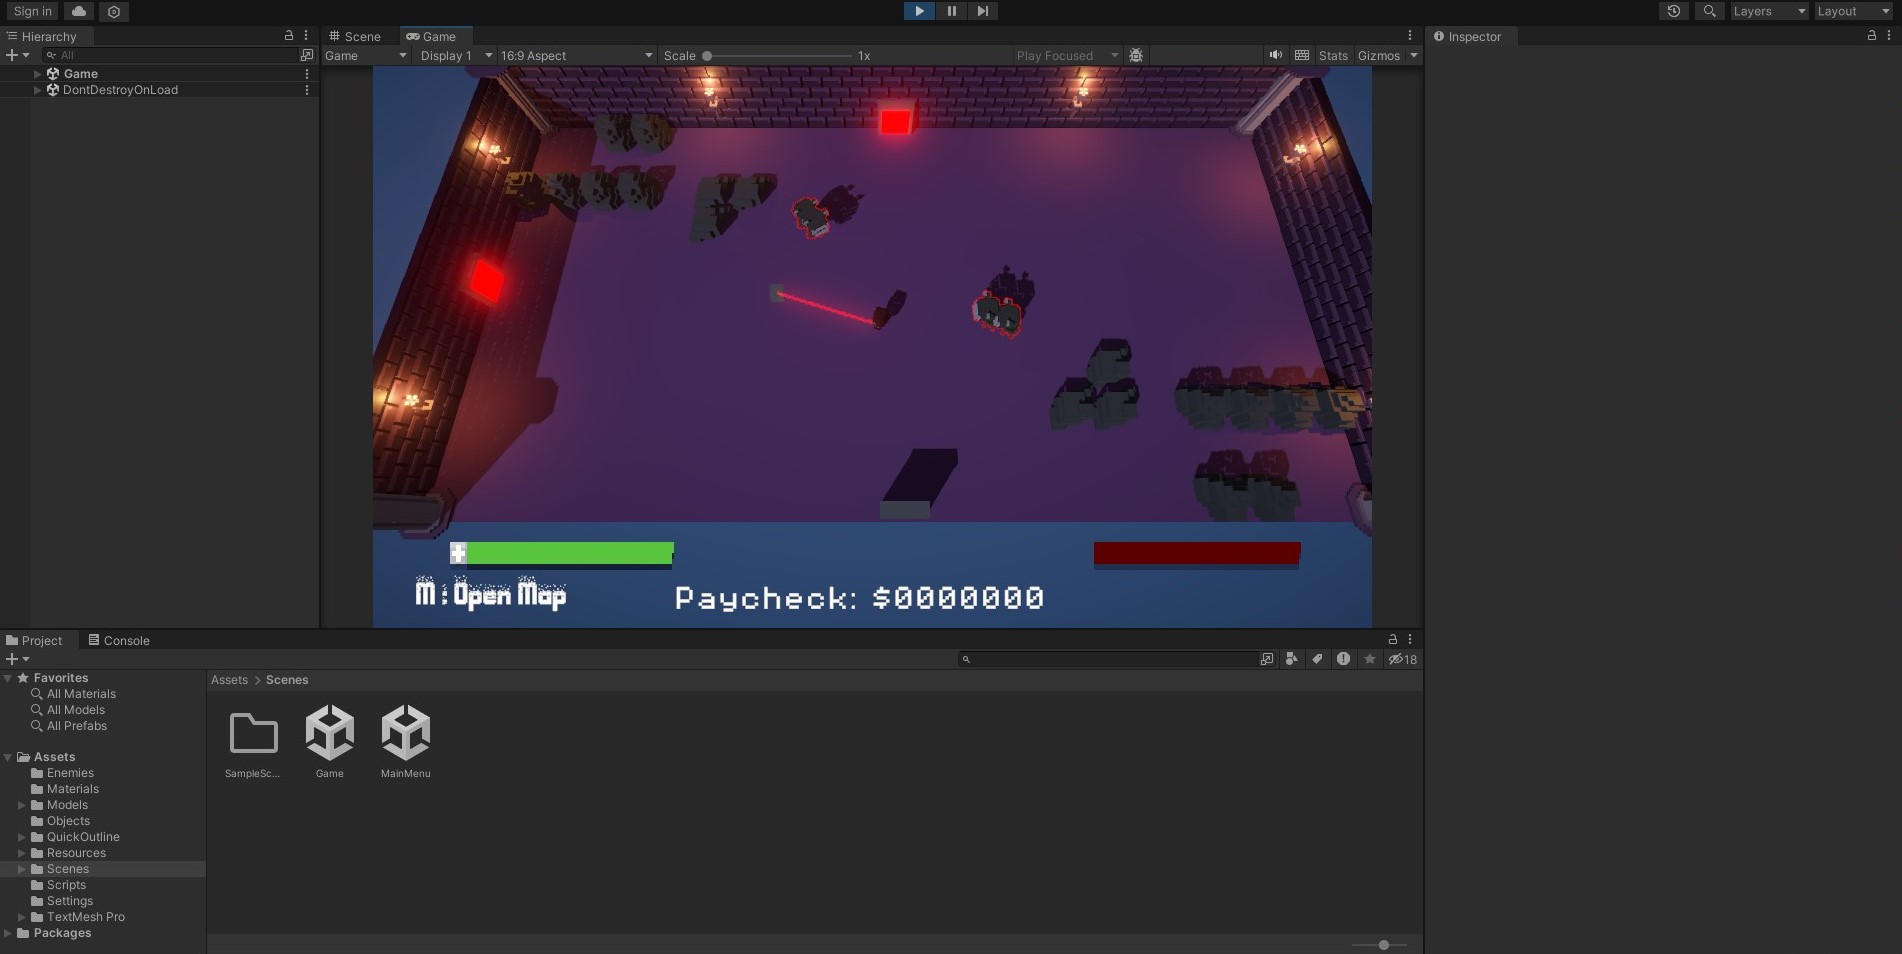 Sign in
Layers
Layout
Hierarchy
Scene
Game
Inspector
All
Game
Display 1
16:9 Aspect
Scale
1x
Play Focused
Stats
Gizmos
Game
DontDestroyOnLoad
M : Open Map
Paycheck: $0000000
Project
Console
18
Favorites
All Materials
All Models
All Prefabs
Assets
Enemies
Materials
Models
Objects
QuickOutline
Resources
Scenes
Scripts
Settings
TextMesh Pro
Packages
Assets > Scenes
SampleSc...
Game
MainMenu